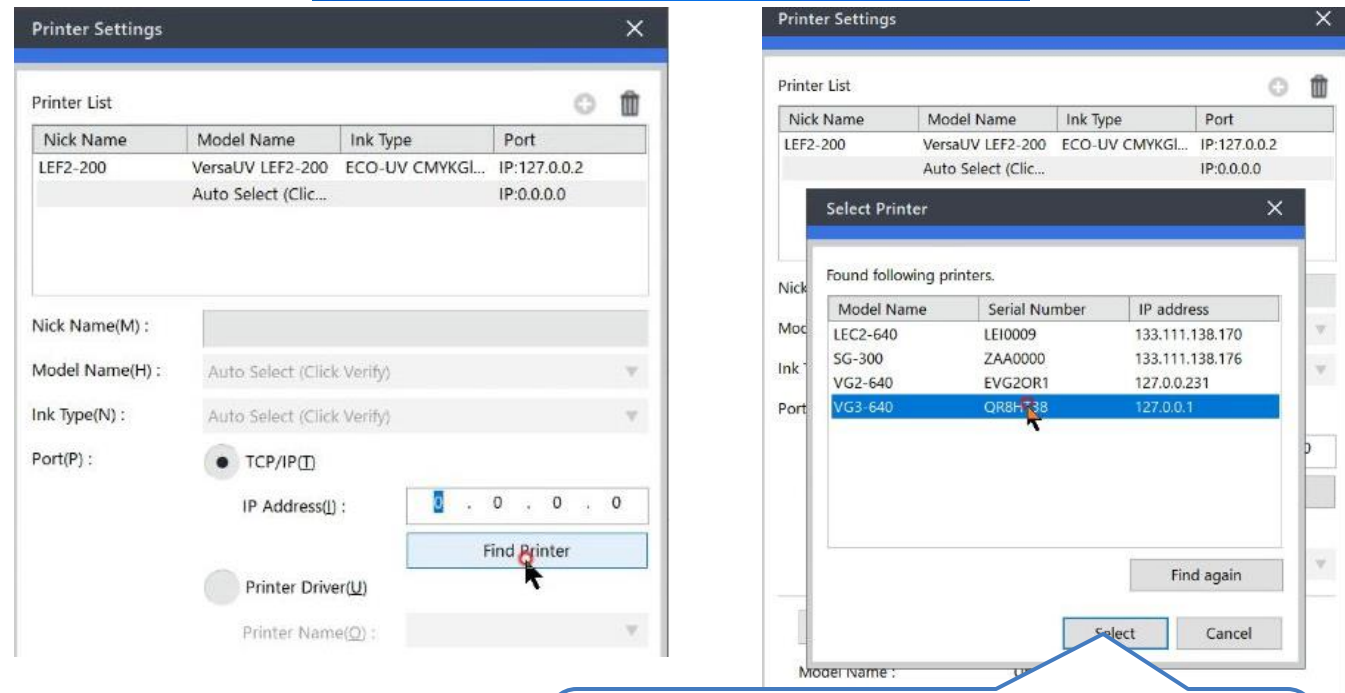 Printer Settings
Printer List
Nick Name Model Name Ink Type Port
LEF2-200 VersaUV LEF2-200 ECO-UV CMYKGl... IP:127.0.0.2
Auto Select (Clic... IP:0.0.0.0
Nick Name(M) :
Model Name(H) : Auto Select (Click Verify)
Ink Type(N) : Auto Select (Click Verify)
Port(P) : TCP/IP(T)
IP Address(I) : 0 . 0 . 0 . 0
Find Printer
Printer Driver(U)
Printer Name(O) :
Printer Settings
Printer List
Nick Name Model Name Ink Type Port
LEF2-200 VersaUV LEF2-200 ECO-UV CMYKGl... IP:127.0.0.2
Auto Select (Clic... IP:0.0.0.0
Select Printer
Found following printers.
Nick
Model Name Serial Number IP address
Moc
LEC2-640 LEI0009 133.111.138.170
SG-300 ZAA0000 133.111.138.176
Ink
VG2-640 EVG2OR1 127.0.0.231
Port
VG3-640 127.0.0.1
Find again
Select Cancel
Model Name :